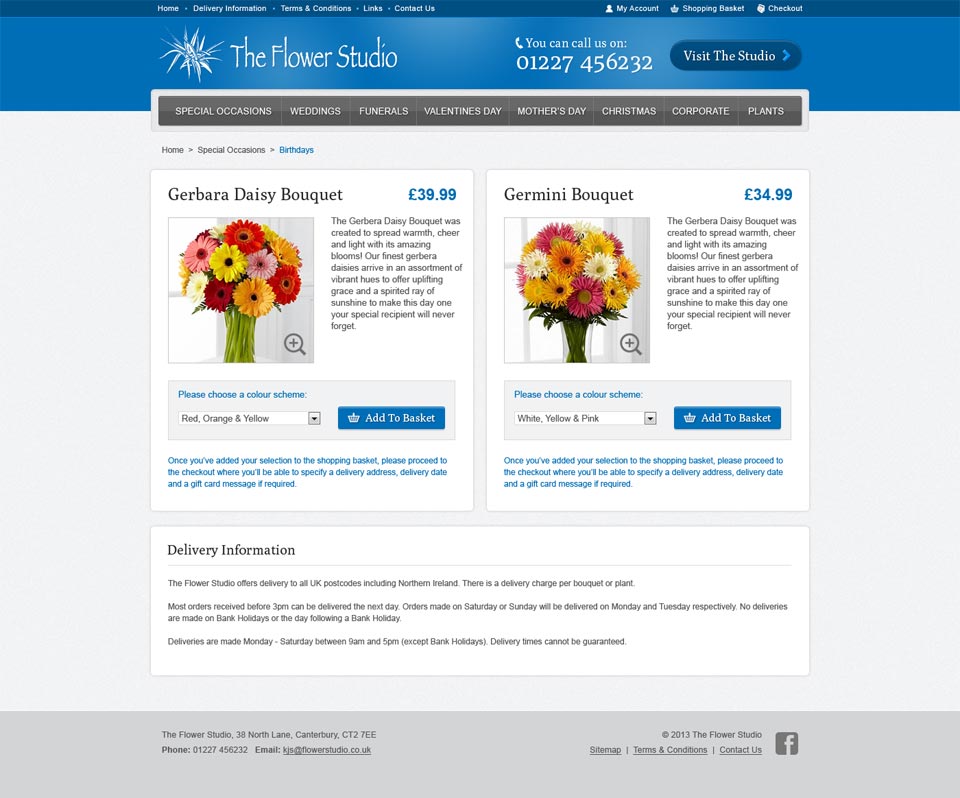 Home • Delivery Information • Terms & Conditions • Links • Contact Us
My Account Shopping Basket Checkout
The Flower Studio
You can call us on:
01227 456232
Visit The Studio
SPECIAL OCCASIONS WEDDINGS FUNERALS VALENTINES DAY MOTHER'S DAY CHRISTMAS CORPORATE PLANTS
Home > Special Occasions > Birthdays
Gerbara Daisy Bouquet £39.99
The Gerbera Daisy Bouquet was
created to spread warmth, cheer
and light with its amazing
blooms! Our finest gerbera
daisies arrive in an assortment of
vibrant hues to offer uplifting
grace and a spirited ray of
sunshine to make this day one
your special recipient will never
forget.
Please choose a colour scheme:
Red, Orange & Yellow
Add To Basket
Once you've added your selection to the shopping basket, please proceed to
the checkout where you'll be able to specify a delivery address, delivery date
and a gift card message if required.
Germini Bouquet £34.99
The Gerbera Daisy Bouquet was
created to spread warmth, cheer
and light with its amazing
blooms! Our finest gerbera
daisies arrive in an assortment of
vibrant hues to offer uplifting
grace and a spirited ray of
sunshine to make this day one
your special recipient will never
forget.
Please choose a colour scheme:
White, Yellow & Pink
Add To Basket
Once you've added your selection to the shopping basket, please proceed to
the checkout where you'll be able to specify a delivery address, delivery date
and a gift card message if required.
Delivery Information
The Flower Studio offers delivery to all UK postcodes including Northern Ireland. There is a delivery charge per bouquet or plant.
Most orders received before 3pm can be delivered the next day. Orders made on Saturday or Sunday will be delivered on Monday and Tuesday respectively. No deliveries
are made on Bank Holidays or the day following a Bank Holiday.
Deliveries are made Monday - Saturday between 9am and 5pm (except Bank Holidays). Delivery times cannot be guaranteed.
The Flower Studio, 38 North Lane, Canterbury, CT2 7EE
Phone: 01227 456232 Email: kjs@flowerstudio.co.uk
© 2013 The Flower Studio
Sitemap | Terms & Conditions | Contact Us